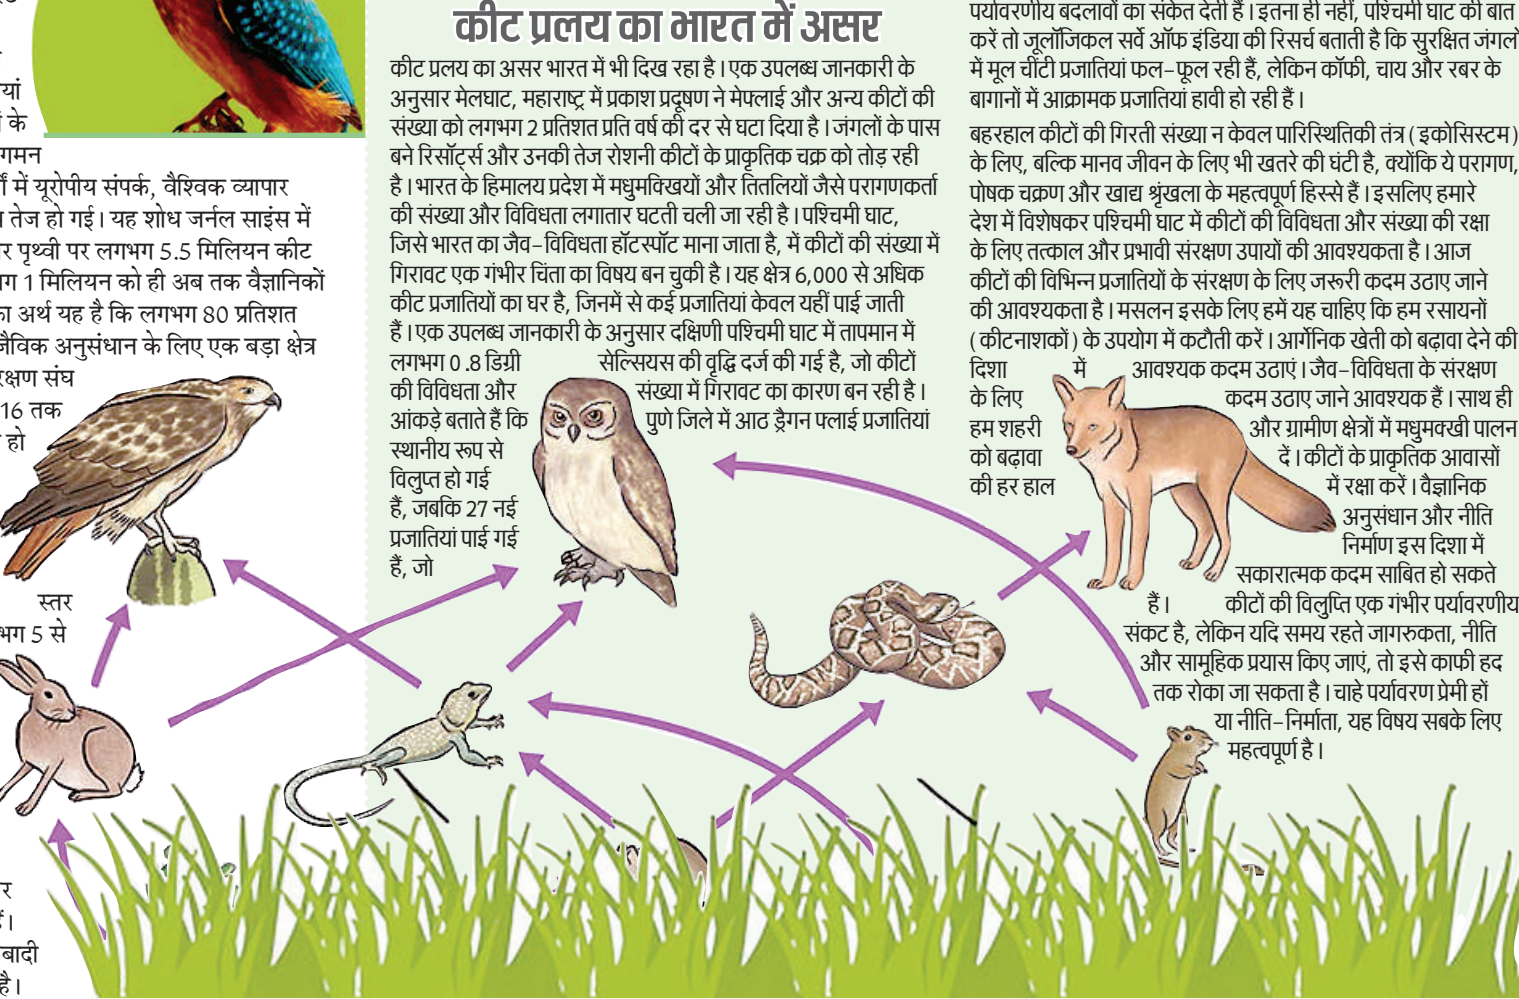 यां
के
गमन
में यूरोपीय संपर्क, वैश्विक व्यापार
तेज हो गई। यह शोध जर्नल साइंस में
पृथ्वी पर लगभग 5.5 मिलियन कीट
1 मिलियन को ही अब तक वैज्ञानिकों
अर्थ यह है कि लगभग 80 प्रतिशत
जैविक अनुसंधान के लिए एक बड़ा क्षेत्र
संघ
16 तक
हो
स्तर
5 से
हैं।
है।
कीट प्रलय का भारत में असर
कीट प्रलय का असर भारत में भी दिख रहा है। एक उपलब्ध जानकारी के
अनुसार मेलघाट, महाराष्ट्र में प्रकाश प्रदूषण ने मेफ्लाई और अन्य कीटों की
संख्या को लगभग 2 प्रतिशत प्रति वर्ष की दर से घटा दिया है। जंगलों के पास
बने रिसॉर्ट्स और उनकी तेज रोशनी कीटों के प्राकृतिक चक्र को तोड़ रही
है। भारत के हिमालय प्रदेश में मधुमक्खियों और तितलियों जैसे परागणकर्ता
की संख्या और विविधता लगातार घटती चली जा रही है। पश्चिमी घाट,
जिसे भारत का जैव-विविधता हॉटस्पॉट माना जाता है, में कीटों की संख्या में
गिरावट एक गंभीर चिंता का विषय बन चुकी है। यह क्षेत्र 6,000 से अधिक
कीट प्रजातियों का घर है, जिनमें से कई प्रजातियां केवल यहीं पाई जाती
हैं। एक उपलब्ध जानकारी के अनुसार दक्षिणी पश्चिमी घाट में तापमान में
लगभग 0.8 डिग्री सेल्सियस की वृद्धि दर्ज की गई है, जो कीटों
की विविधता और संख्या में गिरावट का कारण बन रही है।
आंकड़े बताते हैं कि पुणे जिले में आठ ड्रैगन फ्लाई प्रजातियां
स्थानीय रूप से
विलुप्त हो गई
हैं, जबकि 27 नई
प्रजातियां पाई गई
हैं, जो
पर्यावरणीय बदलावों का संकेत देती हैं। इतना ही नहीं, पश्चिमी घाट की बात
करें तो जूलॉजिकल सर्वे ऑफ इंडिया की रिसर्च बताती है कि सुरक्षित जंगलों
में मूल चींटी प्रजातियां फल-फूल रही हैं, लेकिन कॉफी, चाय और रबर के
बागानों में आक्रामक प्रजातियां हावी हो रही हैं।
बहरहाल कीटों की गिरती संख्या न केवल पारिस्थितिकी तंत्र (इकोसिस्टम)
के लिए, बल्कि मानव जीवन के लिए भी खतरे की घंटी है, क्योंकि ये परागण,
पोषक चक्रण और खाद्य श्रृंखला के महत्वपूर्ण हिस्से हैं। इसलिए हमारे
देश में विशेषकर पश्चिमी घाट में कीटों की विविधता और संख्या की रक्षा
के लिए तत्काल और प्रभावी संरक्षण उपायों की आवश्यकता है। आज
कीटों की विभिन्न प्रजातियों के संरक्षण के लिए जरूरी कदम उठाए जाने
की आवश्यकता है। मसलन इसके लिए हमें यह चाहिए कि हम रसायनों
(कीटनाशकों) के उपयोग में कटौती करें। आर्गेनिक खेती को बढ़ावा देने की
दिशा में आवश्यक कदम उठाएं। जैव-विविधता के संरक्षण
के लिए कदम उठाए जाने आवश्यक हैं। साथ ही
हम शहरी और ग्रामीण क्षेत्रों में मधुमक्खी पालन
को बढ़ावा दें। कीटों के प्राकृतिक आवासों
की हर हाल में रक्षा करें। वैज्ञानिक
अनुसंधान और नीति
निर्माण इस दिशा में
सकारात्मक कदम साबित हो सकते
हैं। कीटों की विलुप्ति एक गंभीर पर्यावरणीय
संकट है, लेकिन यदि समय रहते जागरुकता, नीति
और सामूहिक प्रयास किए जाएं, तो इसे काफी हद
तक रोका जा सकता है। चाहे पर्यावरण प्रेमी हों
या नीति-निर्माता, यह विषय सबके लिए
महत्वपूर्ण है।